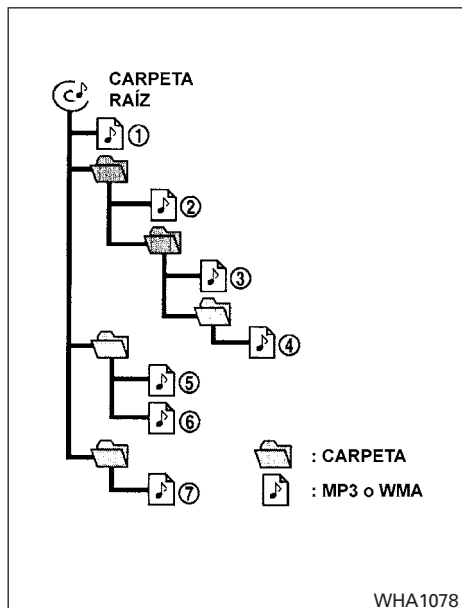 CARPETA
RAÍZ
①
②
③
④
⑤
⑥
⑦
: CARPETA
: MP3 o WMA
WHA1078